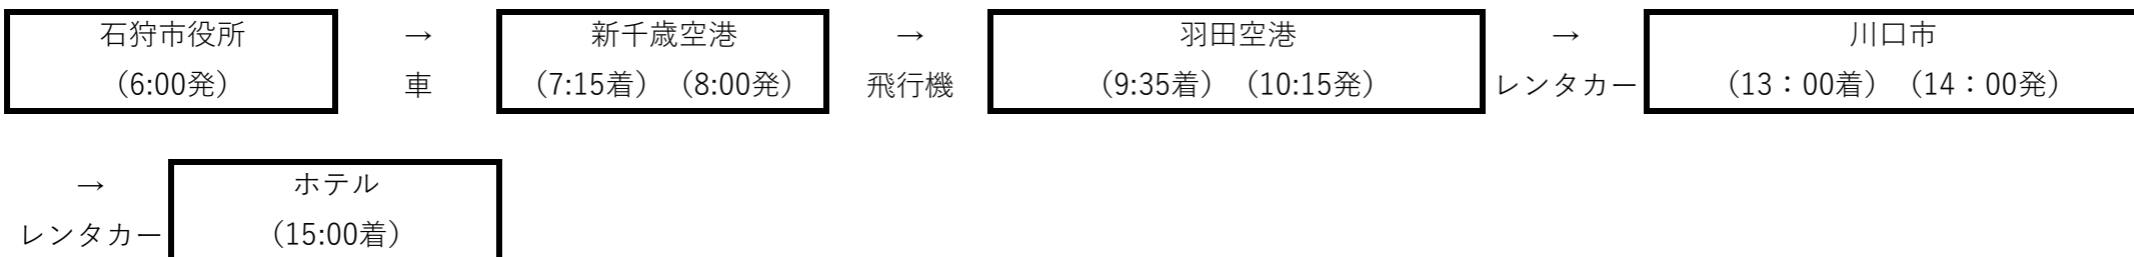 石狩市役所 → 新千歳空港 → 羽田空港 → 川口市
（6:00発） 車 （7:15着）（8:00発） 飛行機 （9:35着）（10:15発） レンタカー （13：00着）（14：00発）
→ ホテル
レンタカー （15:00着）